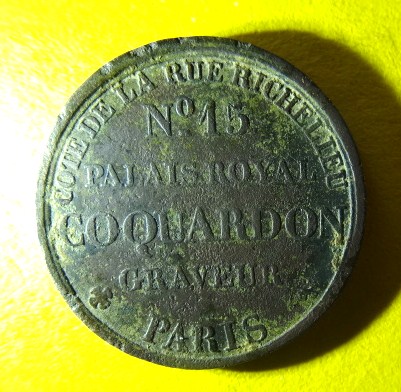 COTE DE LA RUE RICHELIEU
Nº 15
PALAIS ROYAL
COQUARDON
GRAVEUR
PARIS